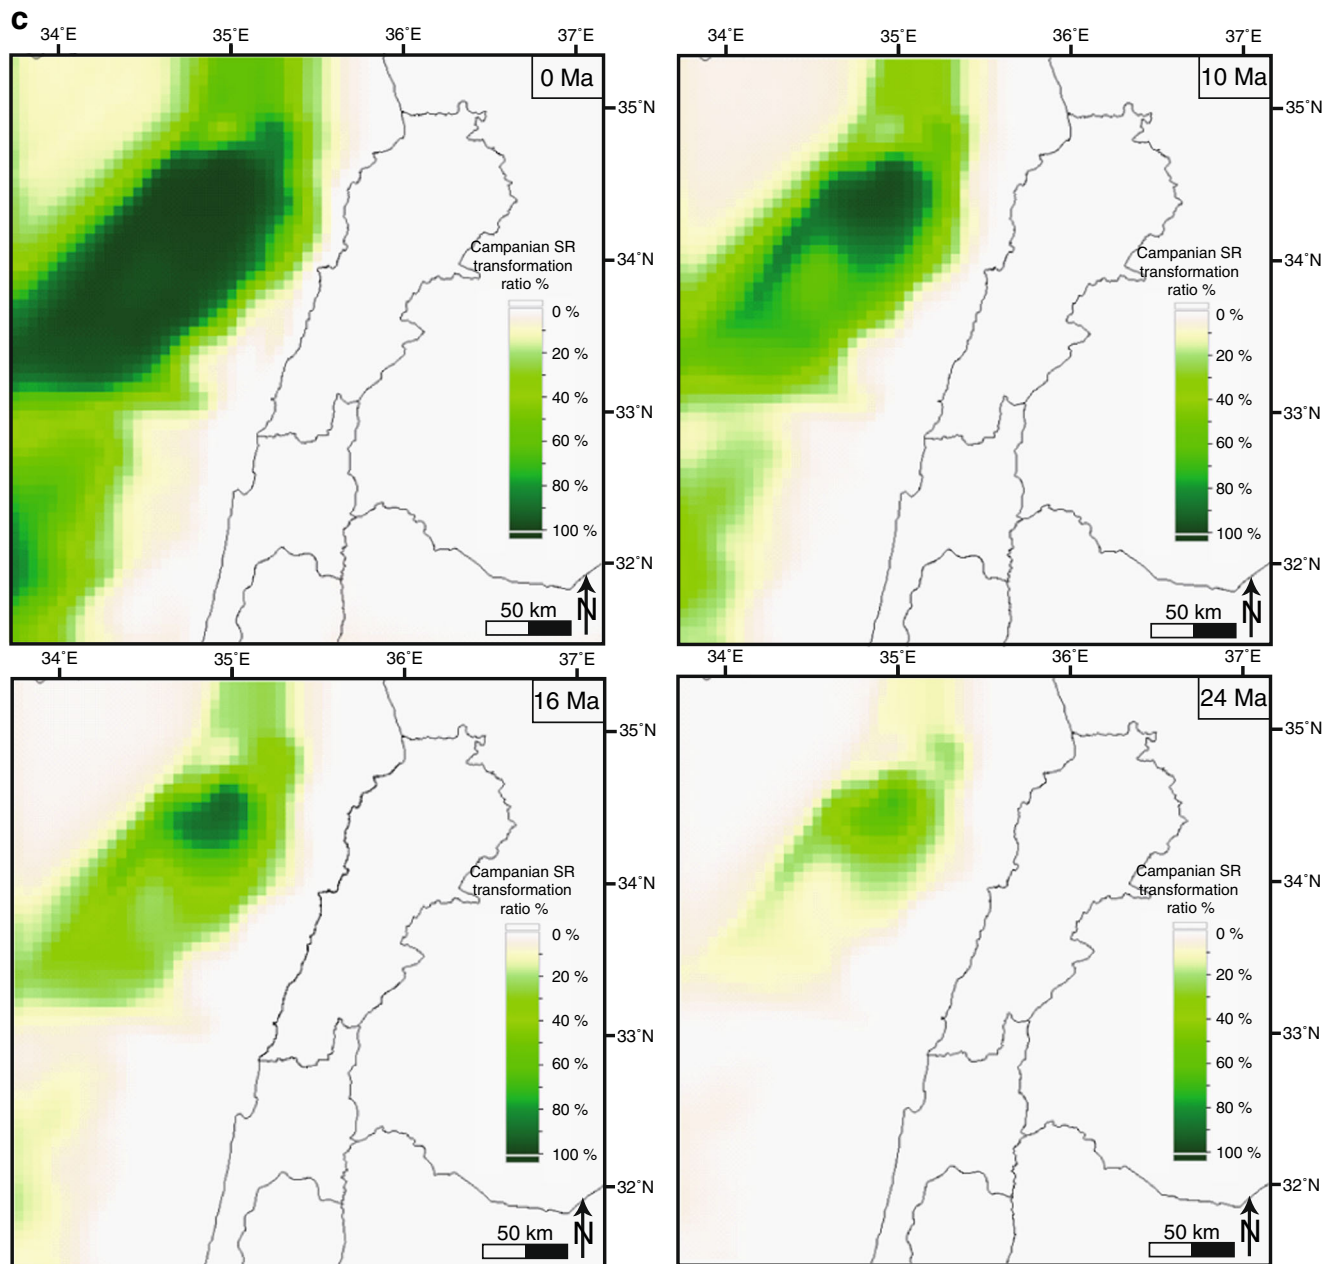 c
34°E 35°E 36°E 37°E
0 Ma
35°N
Campanian SR
transformation
ratio %
34°N
0 %
20 %
40 %
60 %
80 %
100 %
33°N
32°N
50 km
N
34°E 35°E 36°E 37°E
10 Ma
35°N
Campanian SR
transformation
ratio %
34°N
0 %
20 %
40 %
60 %
80 %
100 %
33°N
32°N
50 km
N
34°E 35°E 36°E 37°E
16 Ma
35°N
Campanian SR
transformation
ratio %
34°N
0 %
20 %
40 %
60 %
80 %
100 %
33°N
32°N
50 km
N
34°E 35°E 36°E 37°E
24 Ma
35°N
Campanian SR
transformation
ratio %
34°N
0 %
20 %
40 %
60 %
80 %
100 %
33°N
32°N
50 km
N